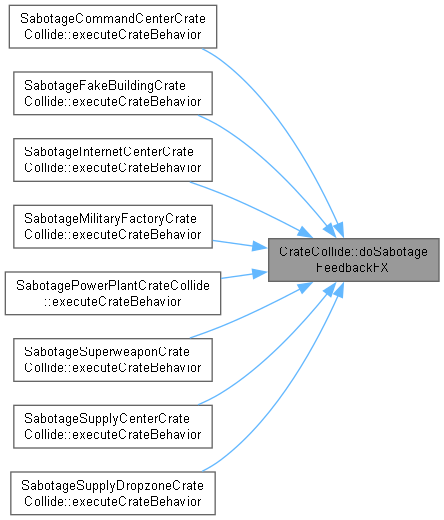 SabotageCommandCenterCrate
Collide::executeCrateBehavior
SabotageFakeBuildingCrate
Collide::executeCrateBehavior
SabotageInternetCenterCrate
Collide::executeCrateBehavior
SabotageMilitaryFactoryCrate
Collide::executeCrateBehavior
SabotagePowerPlantCrateCollide
::executeCrateBehavior
SabotageSuperweaponCrate
Collide::executeCrateBehavior
SabotageSupplyCenterCrate
Collide::executeCrateBehavior
SabotageSupplyDropzoneCrate
Collide::executeCrateBehavior
CrateCollide::doSabotage
FeedbackFX